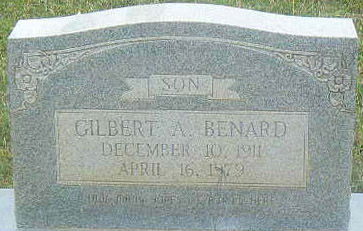 SON
GILBERT A. BENARD
DECEMBER 10, 1911
APRIL 16, 1979